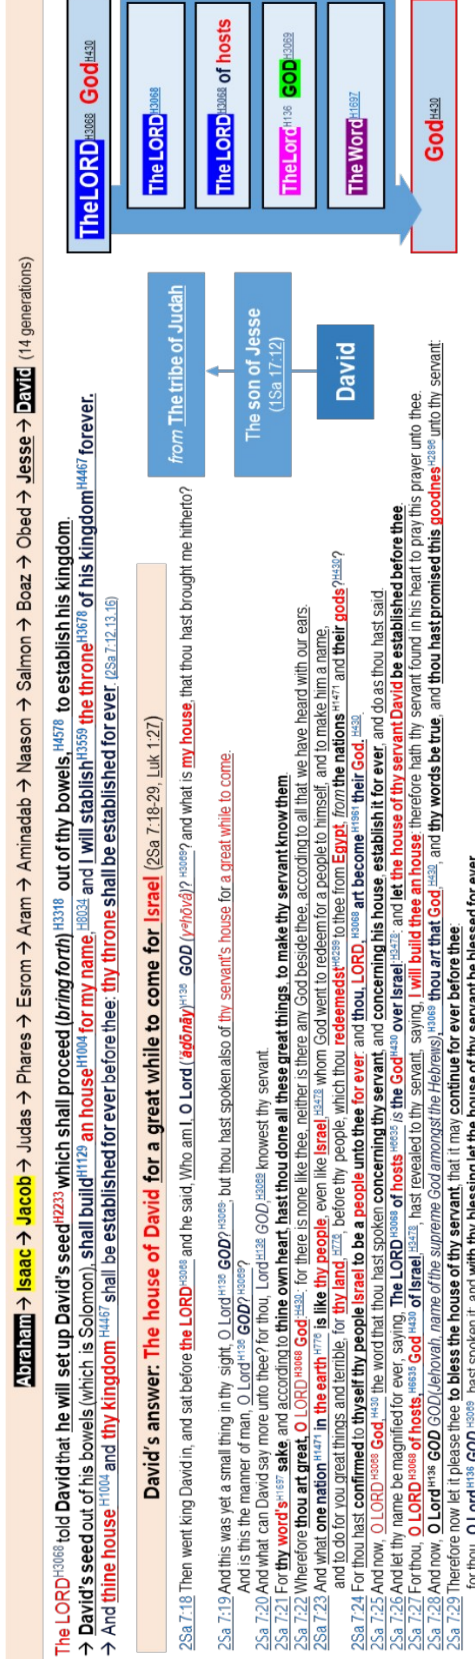 Abraham → Isaac → Jacob → Judas → Phares → Esrom → Aram → Aminadab → Naason → Salmon → Boaz → Obed → Jesse → David (14 generations)
The LORD H3068 told David that he will set up David's seed H2233 which shall proceed (bring forth) H3318 out of thy bowels, H4578 to establish his kingdom.
→ David's seed out of his bowels (which is Solomon), shall build H1129 an house H1004 for my name, H8034 and I will stablish H3559 the throne H3678 of his kingdom H4467 forever.
→ And thine house H1004 and thy kingdom H4467 shall be established for ever before thee: thy throne shall be established for ever. (2Sa 7:12,13,16)
David's answer: The house of David for a great while to come for Israel (2Sa 7:18-29, Luk 1:27)
2Sa 7:18 Then went king David in, and sat before the LORD H3068 and he said, Who am I, O Lord ('ădônây) H136 GOD (yᵉhôvâ)? H3069? and what is my house, that thou hast brought me hitherto?
2Sa 7:19 And this was yet a small thing in thy sight, O Lord H136 GOD? H3069; but thou hast spoken also of thy servant's house for a great while to come.
And is this the manner of man, O Lord H136 GOD? H3069?
2Sa 7:20 And what can David say more unto thee? for thou, Lord H136 GOD, H3069 knowest thy servant.
2Sa 7:21 For thy word's H1697 sake, and according to thine own heart, hast thou done all these great things, to make thy servant know them.
2Sa 7:22 Wherefore thou art great, O LORD H3068 God H430: for there is none like thee, neither is there any God beside thee, according to all that we have heard with our ears.
2Sa 7:23 And what one nation H1471 in the earth H776 is like thy people, even like Israel, H3478 whom God went to redeem for a people to himself, and to make him a name,
and to do for you great things and terrible, for thy land, H776 before thy people, which thou redeemedst H6299 to thee from Egypt, from the nations H1471 and their gods? H430?
2Sa 7:24 For thou hast confirmed to thyself thy people Israel to be a people unto thee for ever: and thou, LORD, H3068 art become H1961 their God. H430
2Sa 7:25 And now, O LORD H3068 God, H430 the word that thou hast spoken concerning thy servant, and concerning his house, establish it for ever, and do as thou hast said.
2Sa 7:26 And let thy name be magnified for ever, saying, The LORD H3068 of hosts H6635 is the God H430 over Israel: H3478: and let the house of thy servant David be established before thee.
2Sa 7:27 For thou, O LORD H3068 of hosts, H6635 God H430 of Israel, H3478, hast revealed to thy servant, saying, I will build thee an house: therefore hath thy servant found in his heart to pray this prayer unto thee.
2Sa 7:28 And now, O Lord H136 GOD GOD(Jehovah, name of the supreme God amongst the Hebrews), H3069 thou art that God, H430, and thy words be true, and thou hast promised this goodnes H2896 unto thy servant:
2Sa 7:29 Therefore now let it please thee to bless the house of thy servant, that it may continue for ever before thee:
for thou, O Lord H136 GOD H3069, hast spoken it: and with thy blessing let the house of thy servant be blessed for ever
from The tribe of Judah
The son of Jesse
(1Sa 17:12)
David
The LORD H3068 God H430
The LORD H3068
The LORD H3068 of hosts
The Lord H136 GOD H3069
The Word H1697
God H430